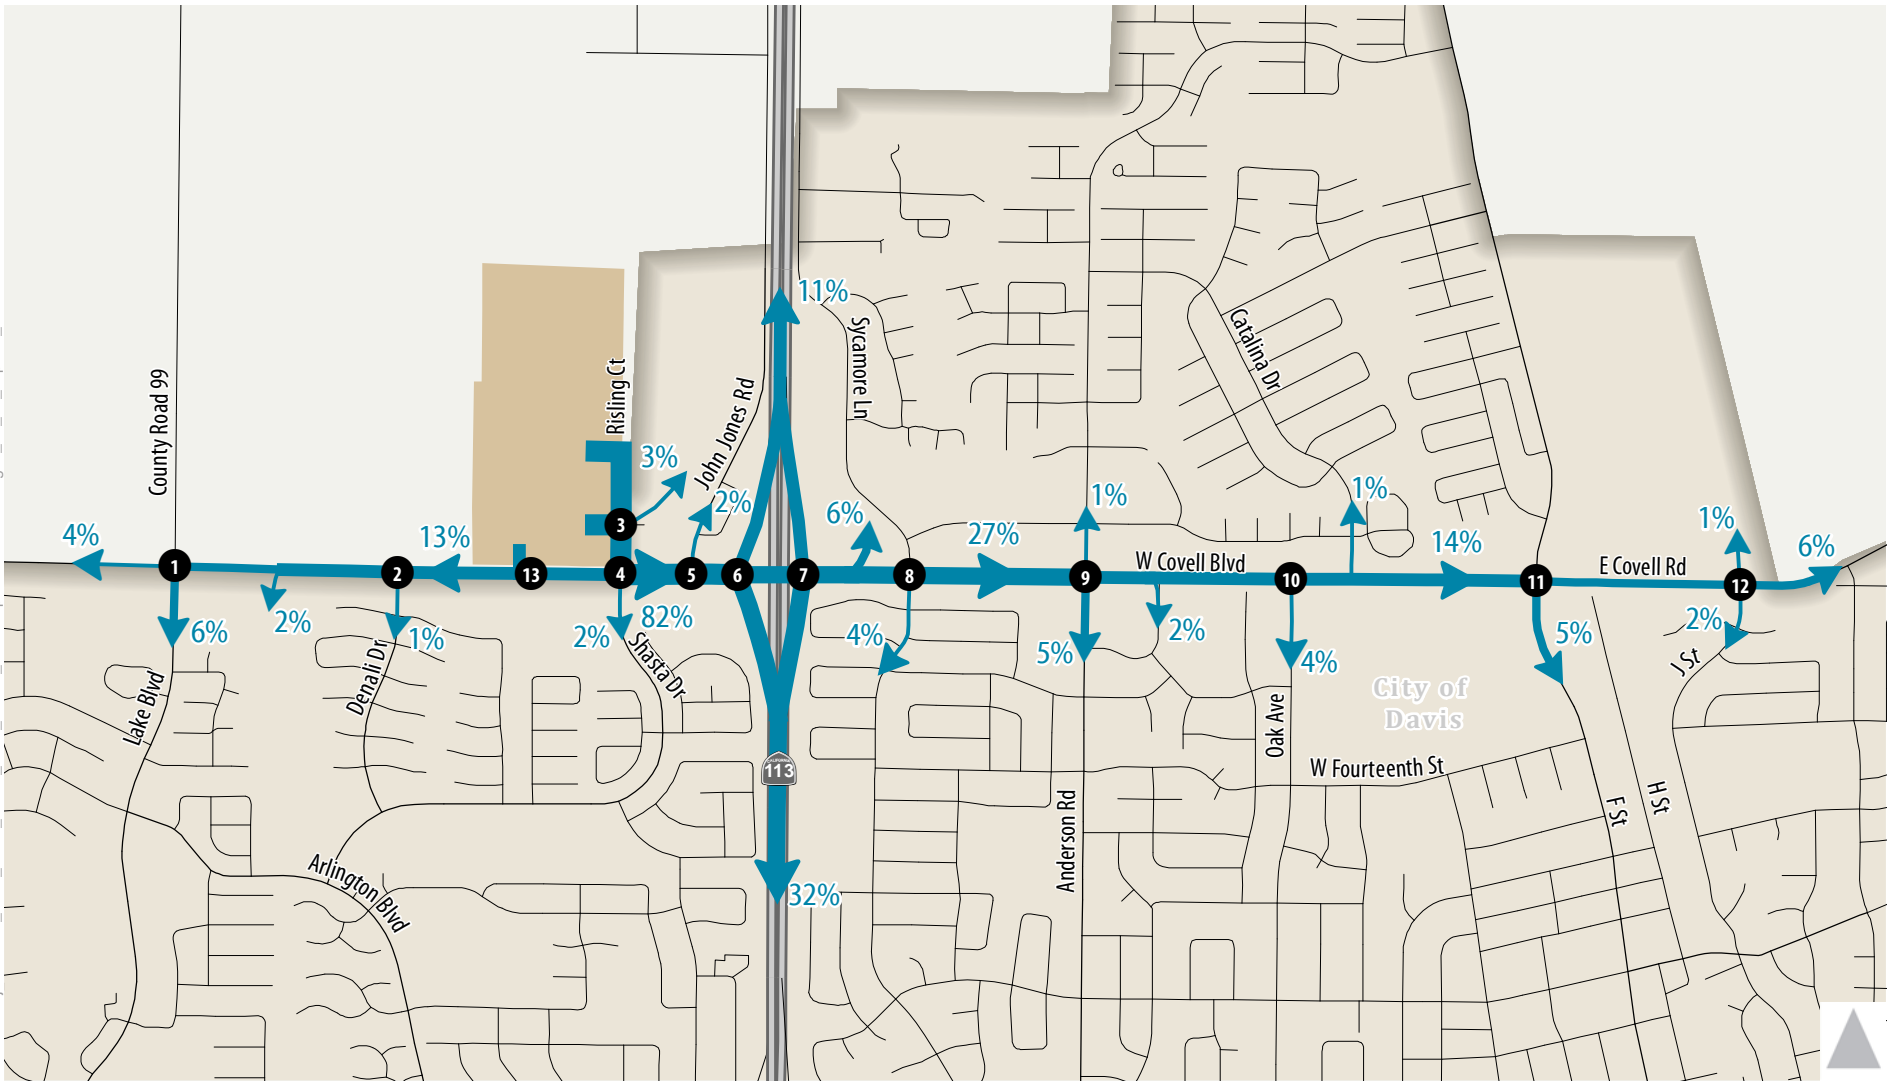 11%
County Road 99
Risling Ct
John Jones Rd
Sycamore Ln
Catalina Dr
3%
2%
6%
27%
1%
1%
14%
1%
6%
4%
13%
W Covell Blvd
E Covell Rd
1
2
13
3
4
5
6
7
8
9
10
11
12
6%
2%
1%
2%
82%
4%
5%
2%
4%
5%
2%
Lake Blvd
Denali Dr
Shasta Dr
J St
City of
Davis
Oak Ave
W Fourteenth St
CALIFORNIA
113
Anderson Rd
F St
H St
Arlington Blvd
32%